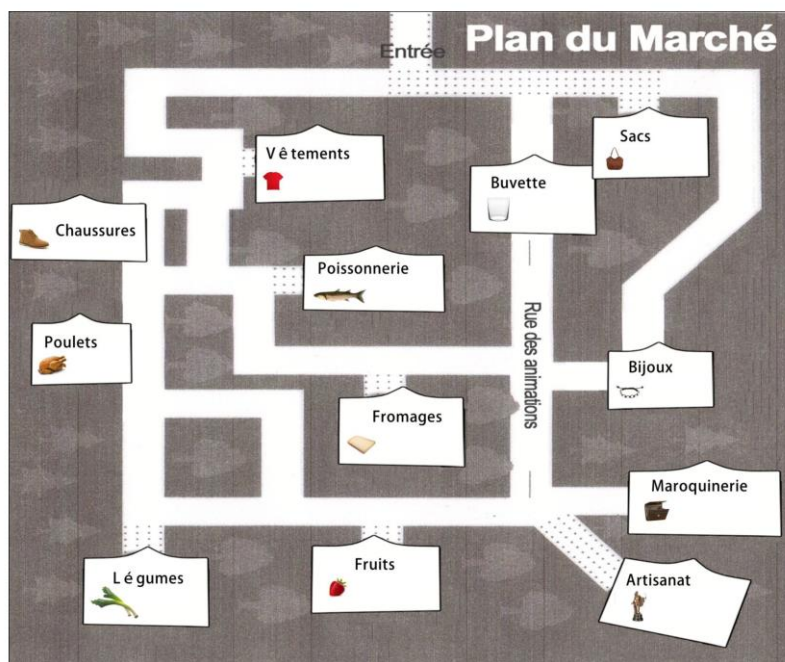 Plan du Marché
Entrée
Sacs
V ê tements
Buvette
Chaussures
Poissonnerie
Rue des animations
Poulets
Bijoux
Fromages
Maroquinerie
L é gumes
Fruits
Artisanat